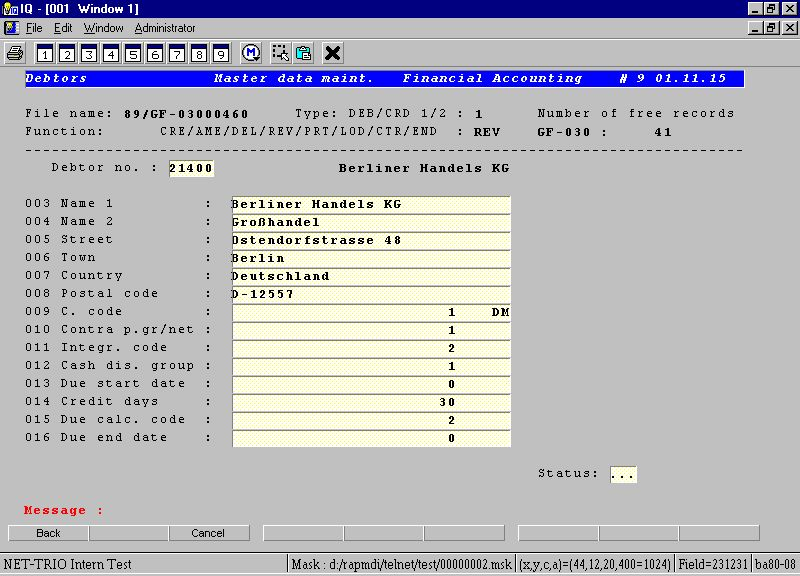 IQ - [001 Window 1]
File Edit Window Administrator
1 2 3 4 5 6 7 8 9 M
Debtors Master data maint. Financial Accounting # 9 01.11.15
File name: 89/GF-03000460 Type: DEB/CRD 1/2 : 1 Number of free records
Function: CRE/AME/DEL/REV/PRT/LOD/CTR/END : REV GF-030 : 41
Debtor no. : 21400 Berliner Handels KG
003 Name 1 : Berliner Handels KG
004 Name 2 : Großhandel
005 Street : Ostendorfstrasse 48
006 Town : Berlin
007 Country : Deutschland
008 Postal code : D-12557
009 C. code : 1 DM
010 Contra p.gr/net : 1
011 Integr. code : 2
012 Cash dis. group : 1
013 Due start date : 0
014 Credit days : 30
015 Due calc. code : 2
016 Due end date : 0
Status: ...
Message :
Back Cancel
NET-TRIO Intern Test Mask : d:/rapmdi/telnet/test/00000002.msk (x,y,c,a)=(44,12,20,400=1024) Field=231231 ba80-08